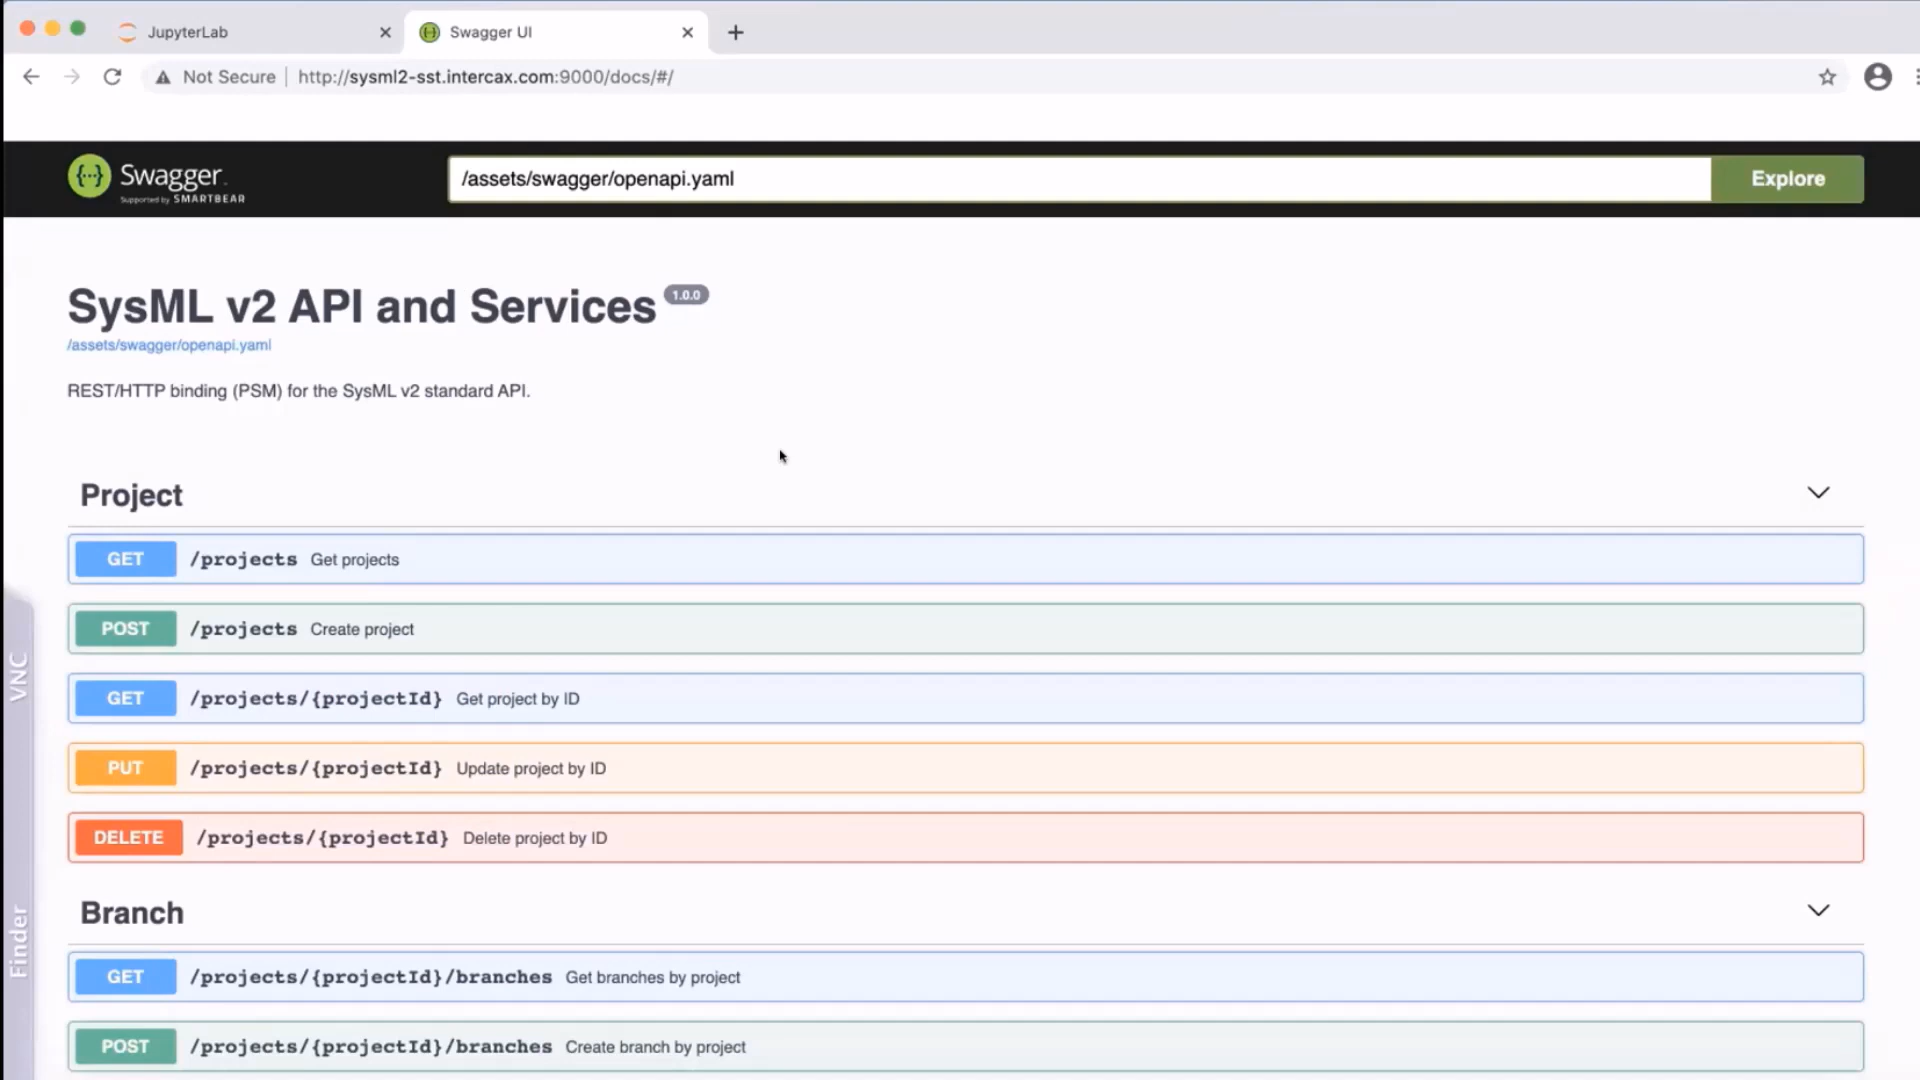 JupyterLab
Swagger UI
Not Secure
http://sysml2-sst.intercax.com:9000/docs/#/
Swagger
Supported by SMARTBEAR
/assets/swagger/openapi.yaml
Explore
SysML v2 API and Services 1.0.0
/assets/swagger/openapi.yaml
REST/HTTP binding (PSM) for the SysML v2 standard API.
Project
GET /projects Get projects
POST /projects Create project
GET /projects/{projectId} Get project by ID
PUT /projects/{projectId} Update project by ID
DELETE /projects/{projectId} Delete project by ID
Branch
GET /projects/{projectId}/branches Get branches by project
POST /projects/{projectId}/branches Create branch by project
VNC
Finder